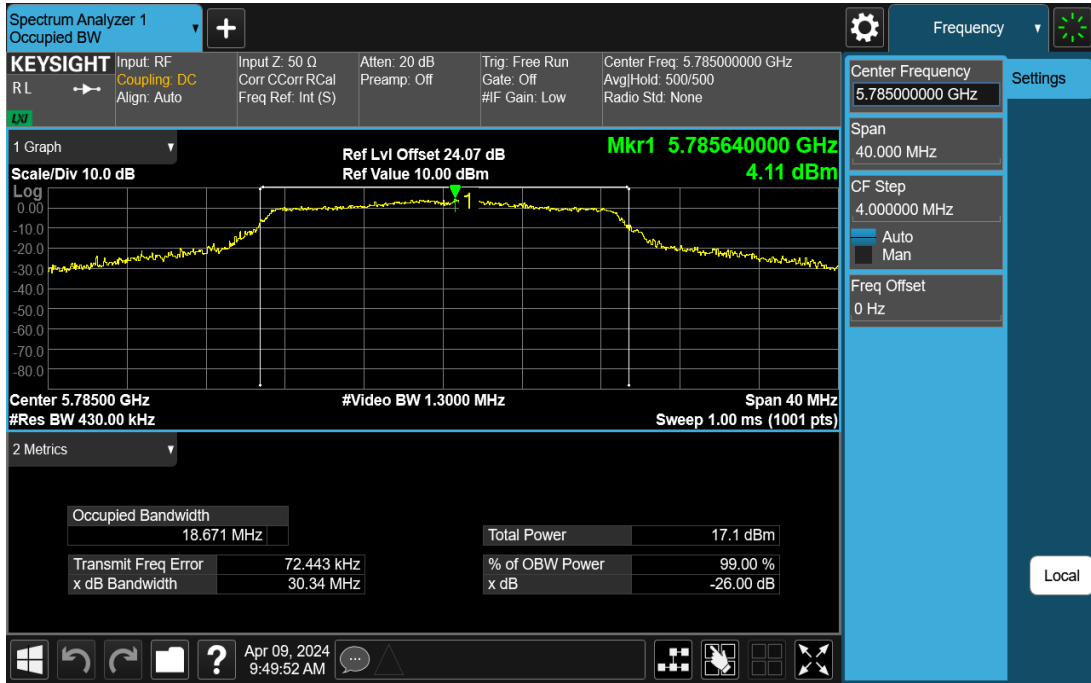 Spectrum Analyzer 1
Occupied BW
+
Frequency
KEYSIGHT
RL
LXI
Input: RF
Coupling: DC
Align: Auto
Input Z: 50 Ω
Corr CCorr RCal
Freq Ref: Int (S)
Atten: 20 dB
Preamp: Off
Trig: Free Run
Gate: Off
#IF Gain: Low
Center Freq: 5.785000000 GHz
Avg|Hold: 500/500
Radio Std: None
Center Frequency
5.785000000 GHz
Settings
Span
40.000 MHz
CF Step
4.000000 MHz
Auto
Man
Freq Offset
0 Hz
Local
1 Graph
Scale/Div 10.0 dB
Ref Lvl Offset 24.07 dB
Ref Value 10.00 dBm
Mkr1 5.785640000 GHz
4.11 dBm
Log
0.00
-10.0
-20.0
-30.0
-40.0
-50.0
-60.0
-70.0
-80.0
1
Center 5.78500 GHz
#Video BW 1.3000 MHz
Span 40 MHz
#Res BW 430.00 kHz
Sweep 1.00 ms (1001 pts)
2 Metrics
Occupied Bandwidth
18.671 MHz
Total Power 17.1 dBm
Transmit Freq Error 72.443 kHz
% of OBW Power 99.00 %
x dB Bandwidth 30.34 MHz
x dB -26.00 dB
?
Apr 09, 2024
9:49:52 AM